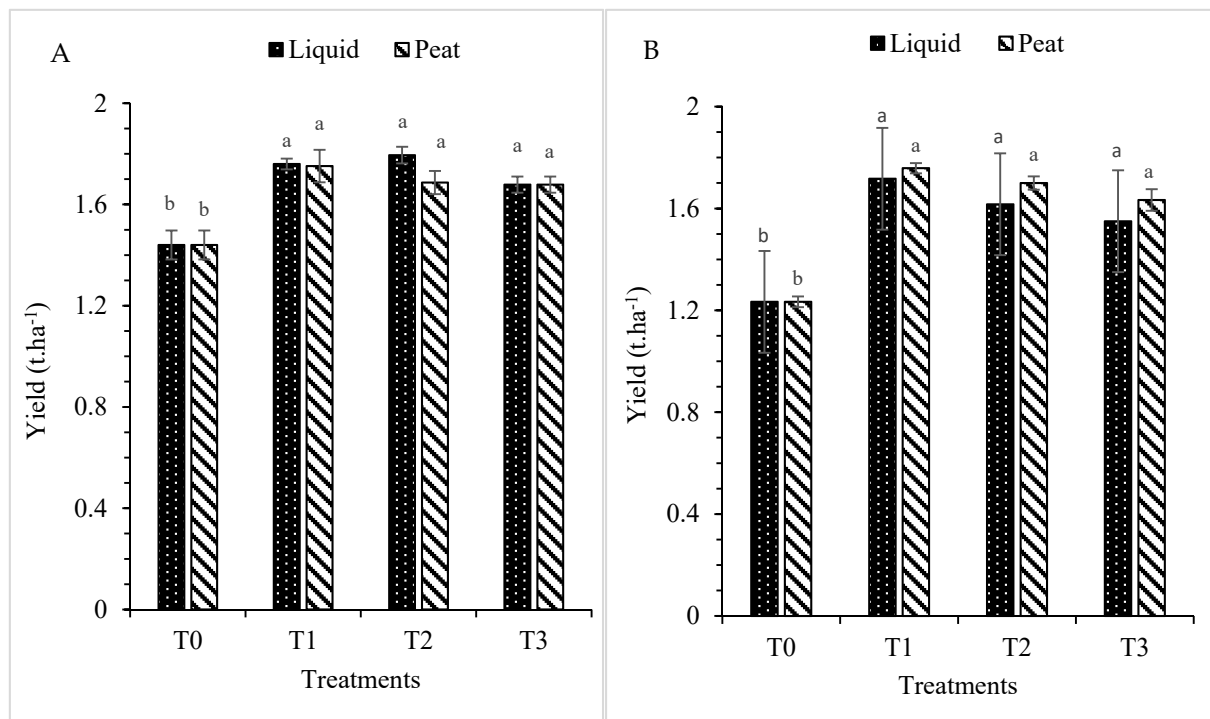 A
Liquid Peat
2
1.6
1.2
0.8
0.4
0
Yield (t.ha-1)
b b a a a a a a
T0 T1 T2 T3
Treatments
B
Liquid Peat
2
1.6
1.2
0.8
0.4
0
Yield (t.ha-1)
b b a a a a a a
T0 T1 T2 T3
Treatments